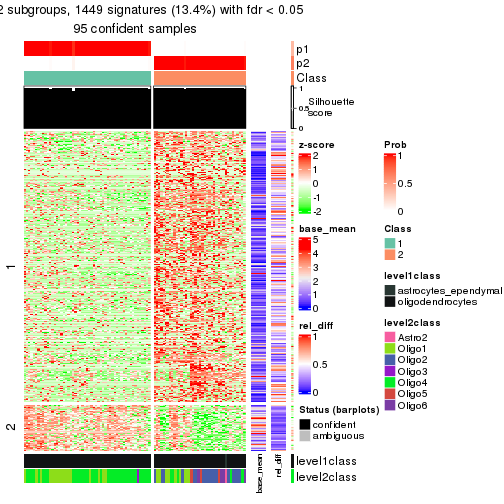 2 subgroups, 1449 signatures (13.4%) with fdr < 0.05
95 confident samples
p1
p2
Class
1
0.5
0
Silhouette
score
1
2
z-score
2
1
0
-1
-2
base_mean
5
4
3
2
1
0
rel_diff
1
0.5
0
Status (barplots)
confident
ambiguous
Prob
1
0.5
0
Class
1
2
level1class
astrocytes_ependymal
oligodendrocytes
level2class
Astro2
Oligo1
Oligo2
Oligo3
Oligo4
Oligo5
Oligo6
level1class
level2class
base_mean
rel_diff